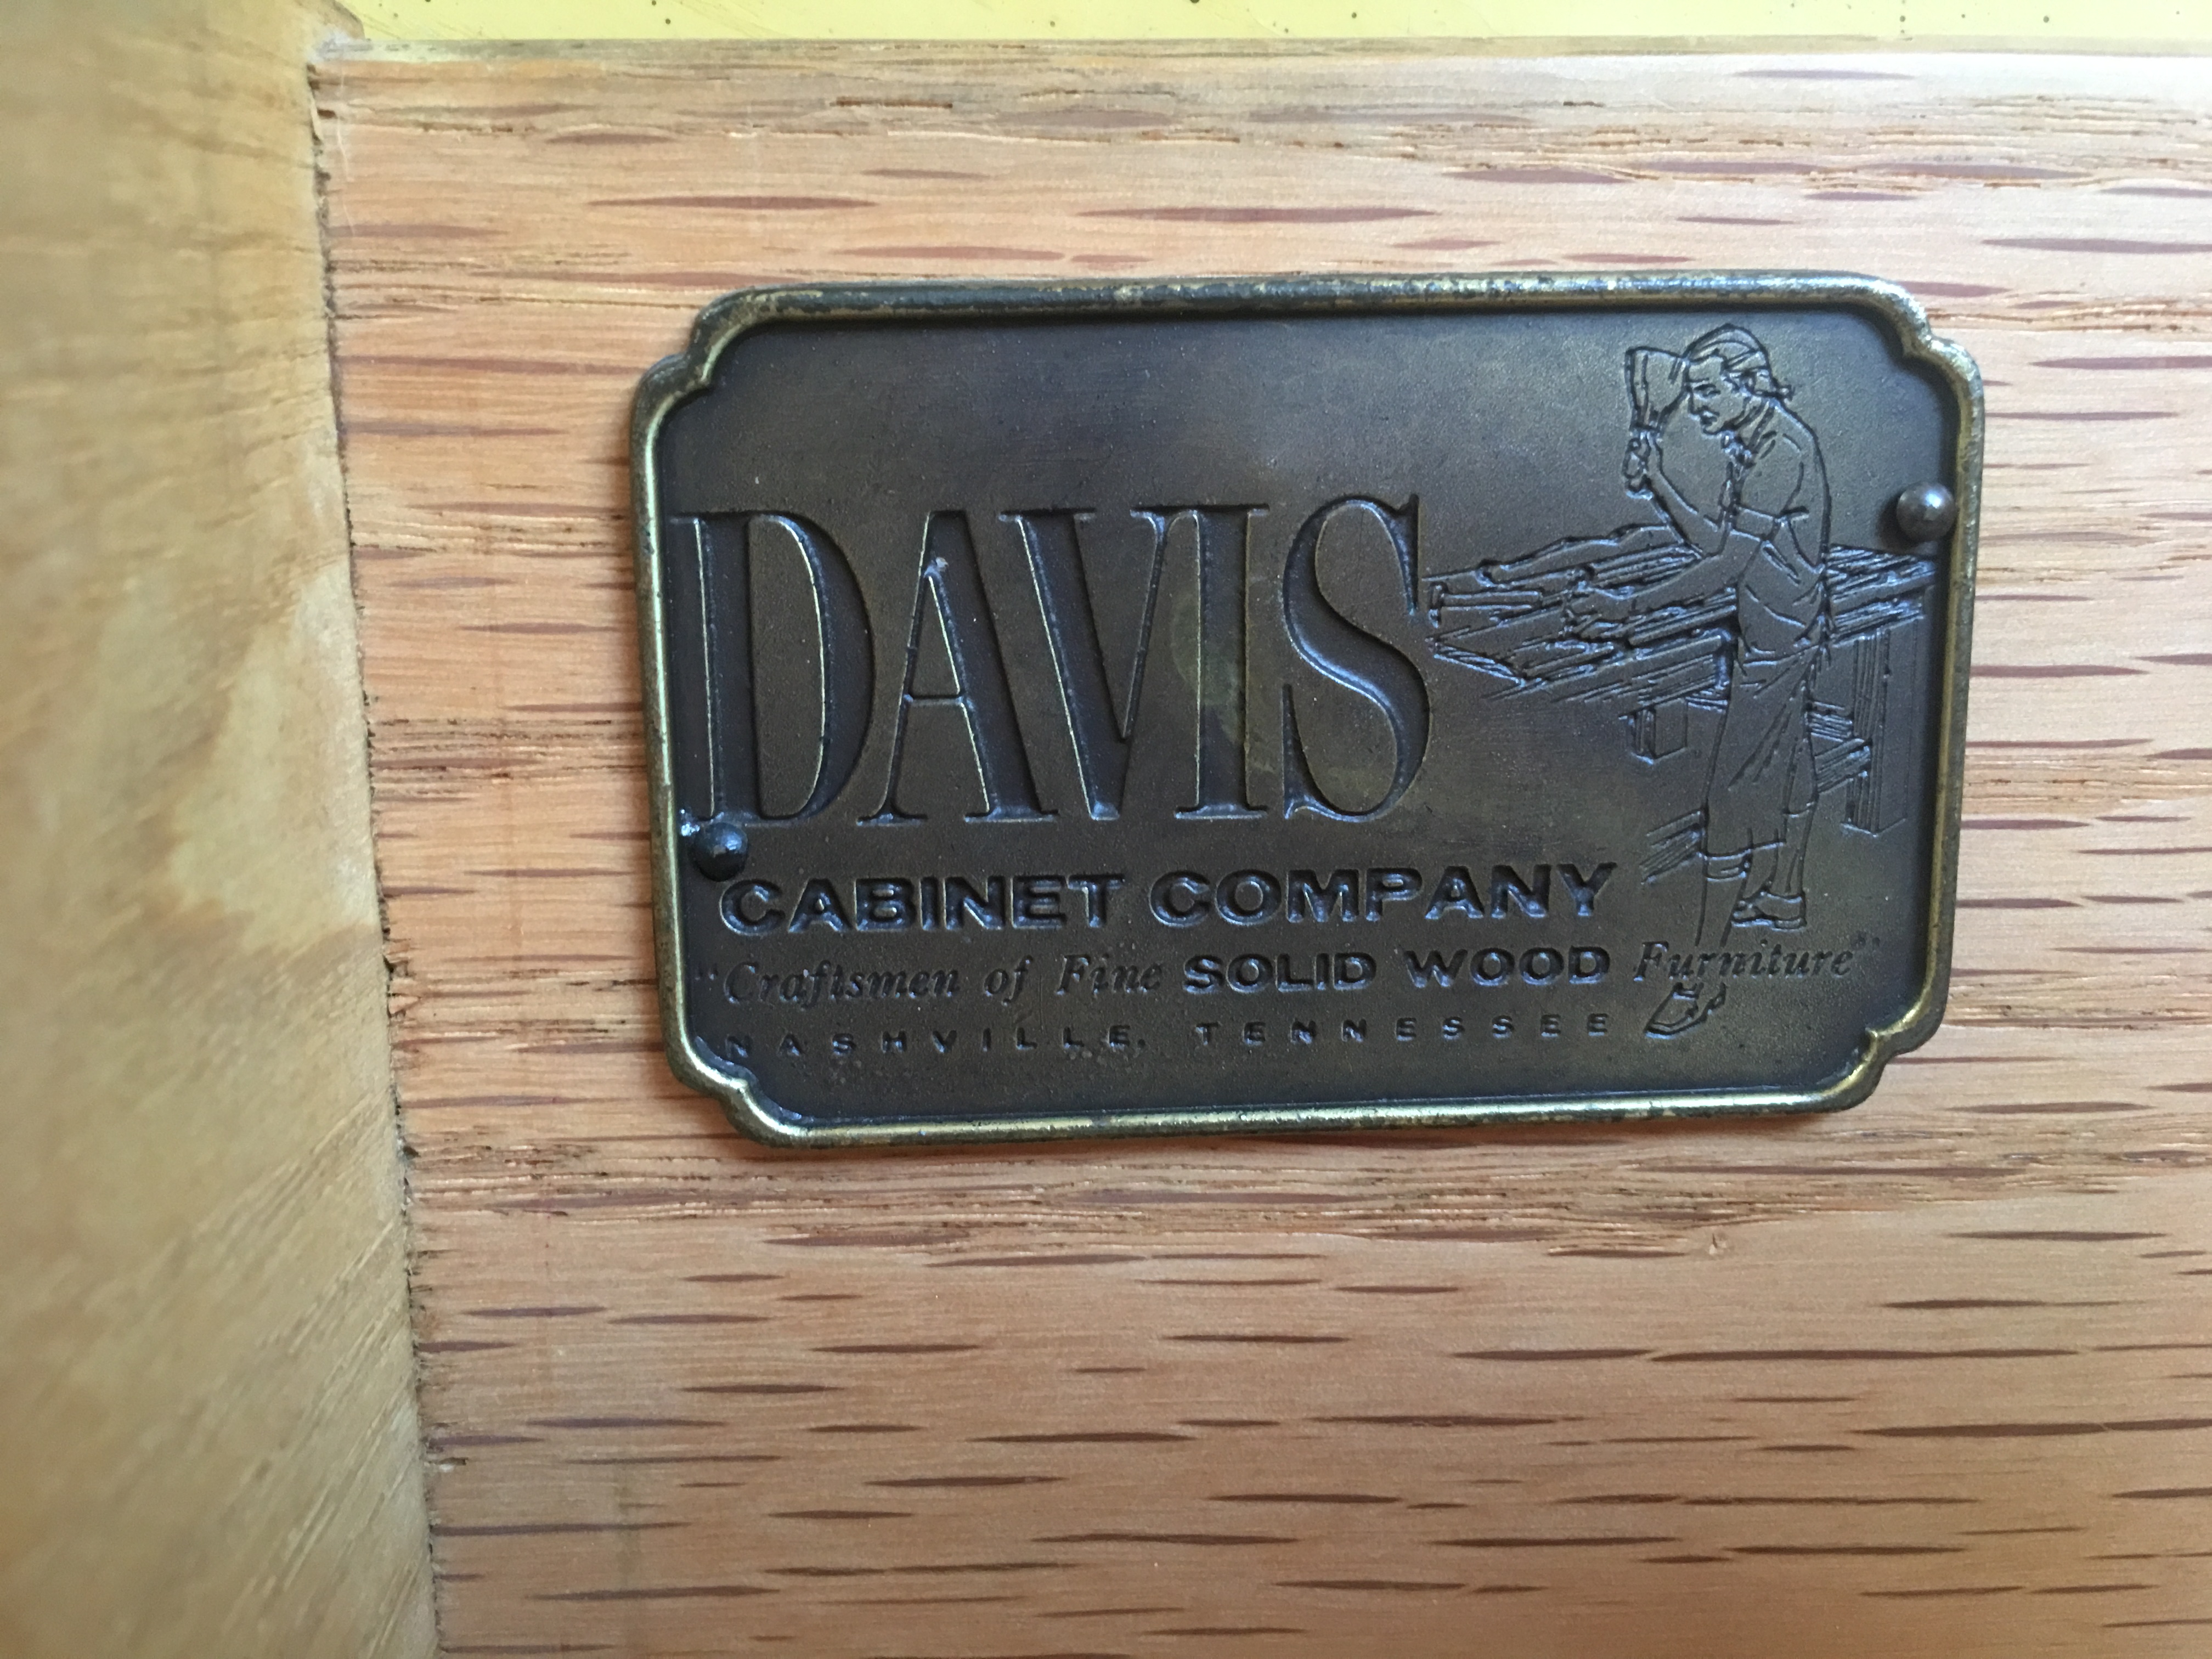 DAVIS
CABINET COMPANY
"Craftsmen of Fine SOLID WOOD Furniture"
NASHVILLE, TENNESSEE